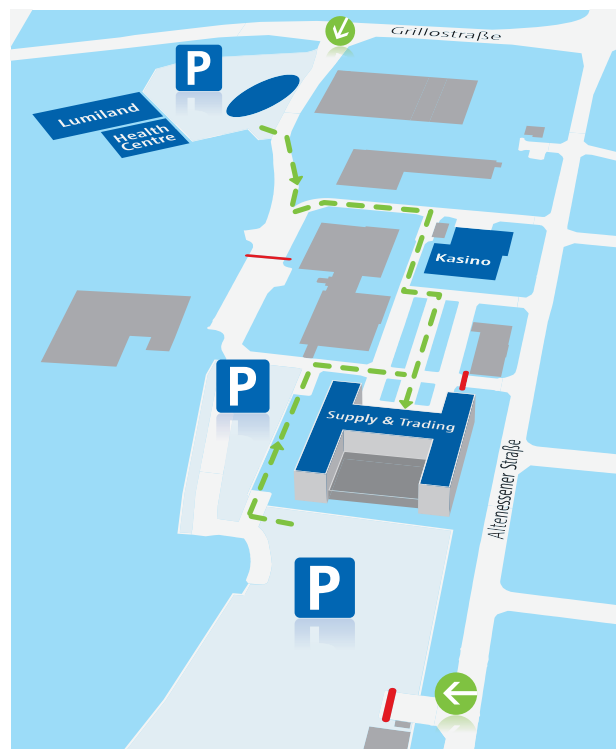 Grillostraße
P
Lumiland
Health
Centre
Kasino
P
Supply & Trading
Altenessener Straße
P